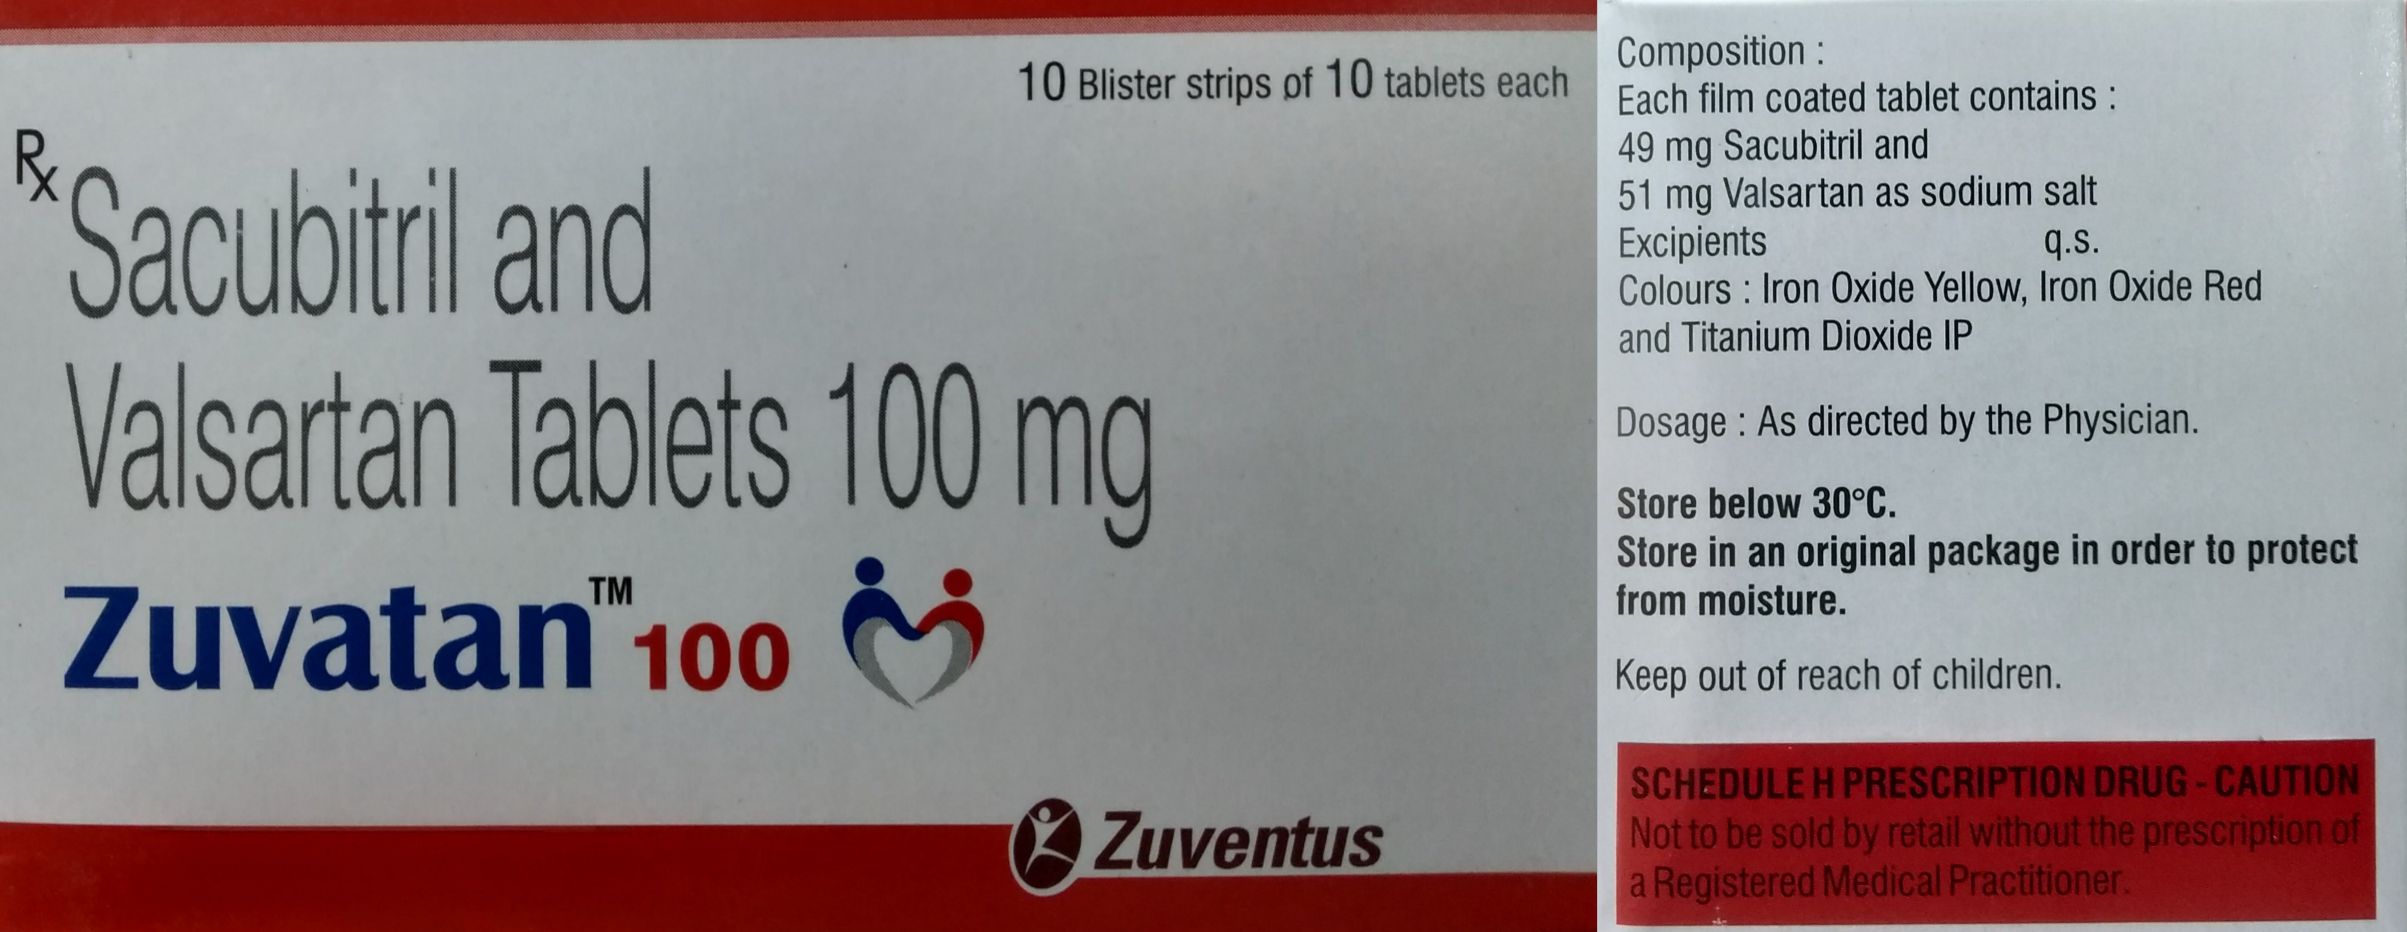 10 Blister strips of 10 tablets each
Rx
Sacubitril and
Valsartan Tablets 100 mg
Zuvatan™ 100
Zuventus
Composition :
Each film coated tablet contains :
49 mg Sacubitril and
51 mg Valsartan as sodium salt
Excipients q.s.
Colours : Iron Oxide Yellow, Iron Oxide Red
and Titanium Dioxide IP
Dosage : As directed by the Physician.
Store below 30°C.
Store in an original package in order to protect
from moisture.
Keep out of reach of children.
SCHEDULE H PRESCRIPTION DRUG - CAUTION
Not to be sold by retail without the prescription of
a Registered Medical Practitioner.